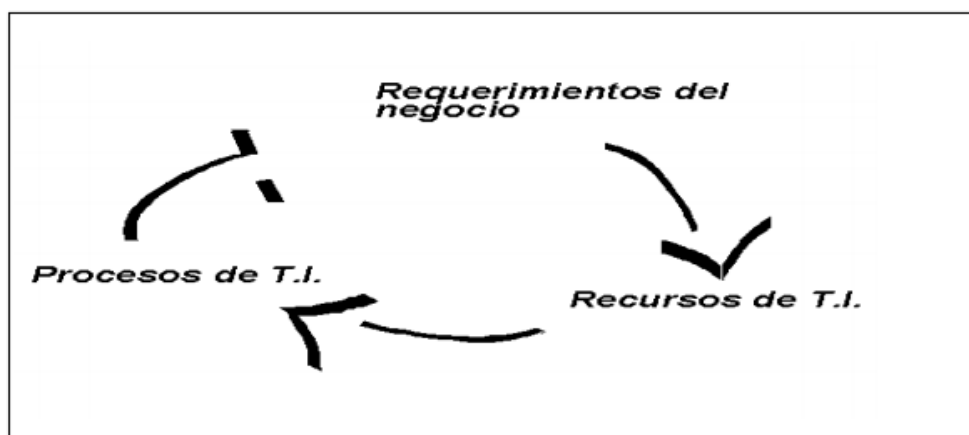 Requerimientos del
negocio
Procesos de T.I.
Recursos de T.I.